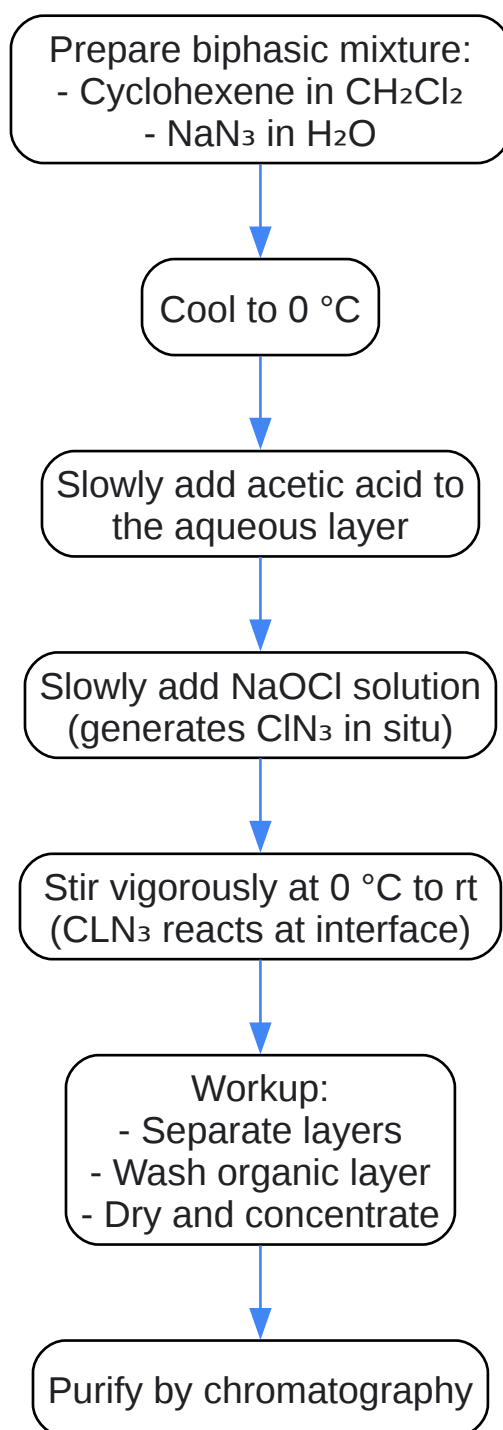 Prepare biphasic mixture:
- Cyclohexene in CH₂Cl₂
- NaN₃ in H₂O
Cool to 0 °C
Slowly add acetic acid to
the aqueous layer
Slowly add NaOCl solution
(generates ClN₃ in situ)
Stir vigorously at 0 °C to rt
(CLN₃ reacts at interface)
Workup:
- Separate layers
- Wash organic layer
- Dry and concentrate
Purify by chromatography